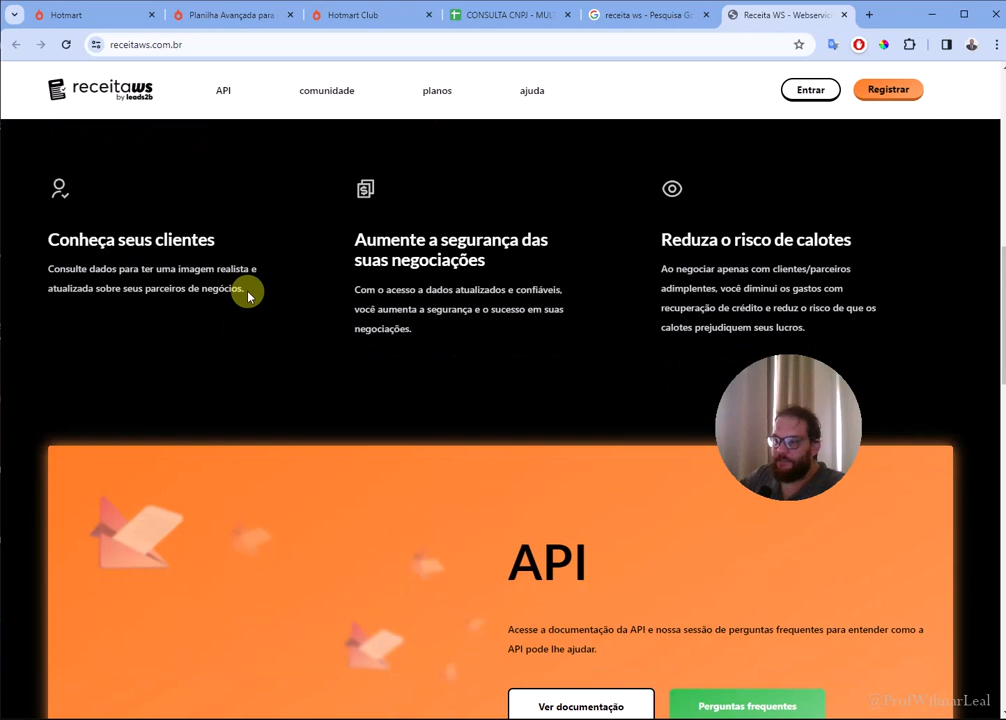 Hotmart
Planilha Avançada para
Hotmart Club
CONSULTA CNPJ - MUL
receita ws - Pesquisa Go
Receita WS - Webservic
receitaws.com.br
receitaws
by leads2b
API
comunidade
planos
ajuda
Entrar
Registrar
Conheça seus clientes
Consulte dados para ter uma imagem realista e
atualizada sobre seus parceiros de negócios.
Aumente a segurança das
suas negociações
Com o acesso a dados atualizados e confiáveis,
você aumenta a segurança e o sucesso em suas
negociações.
Reduza o risco de calotes
Ao negociar apenas com clientes/parceiros
adimplentes, você diminui os gastos com
recuperação de crédito e reduz o risco de que os
calotes prejudiquem seus lucros.
API
Acesse a documentação da API e nossa sessão de perguntas frequentes para entender como a
API pode lhe ajudar.
Ver documentação
Perguntas frequentes
@ProfWilmarLeal